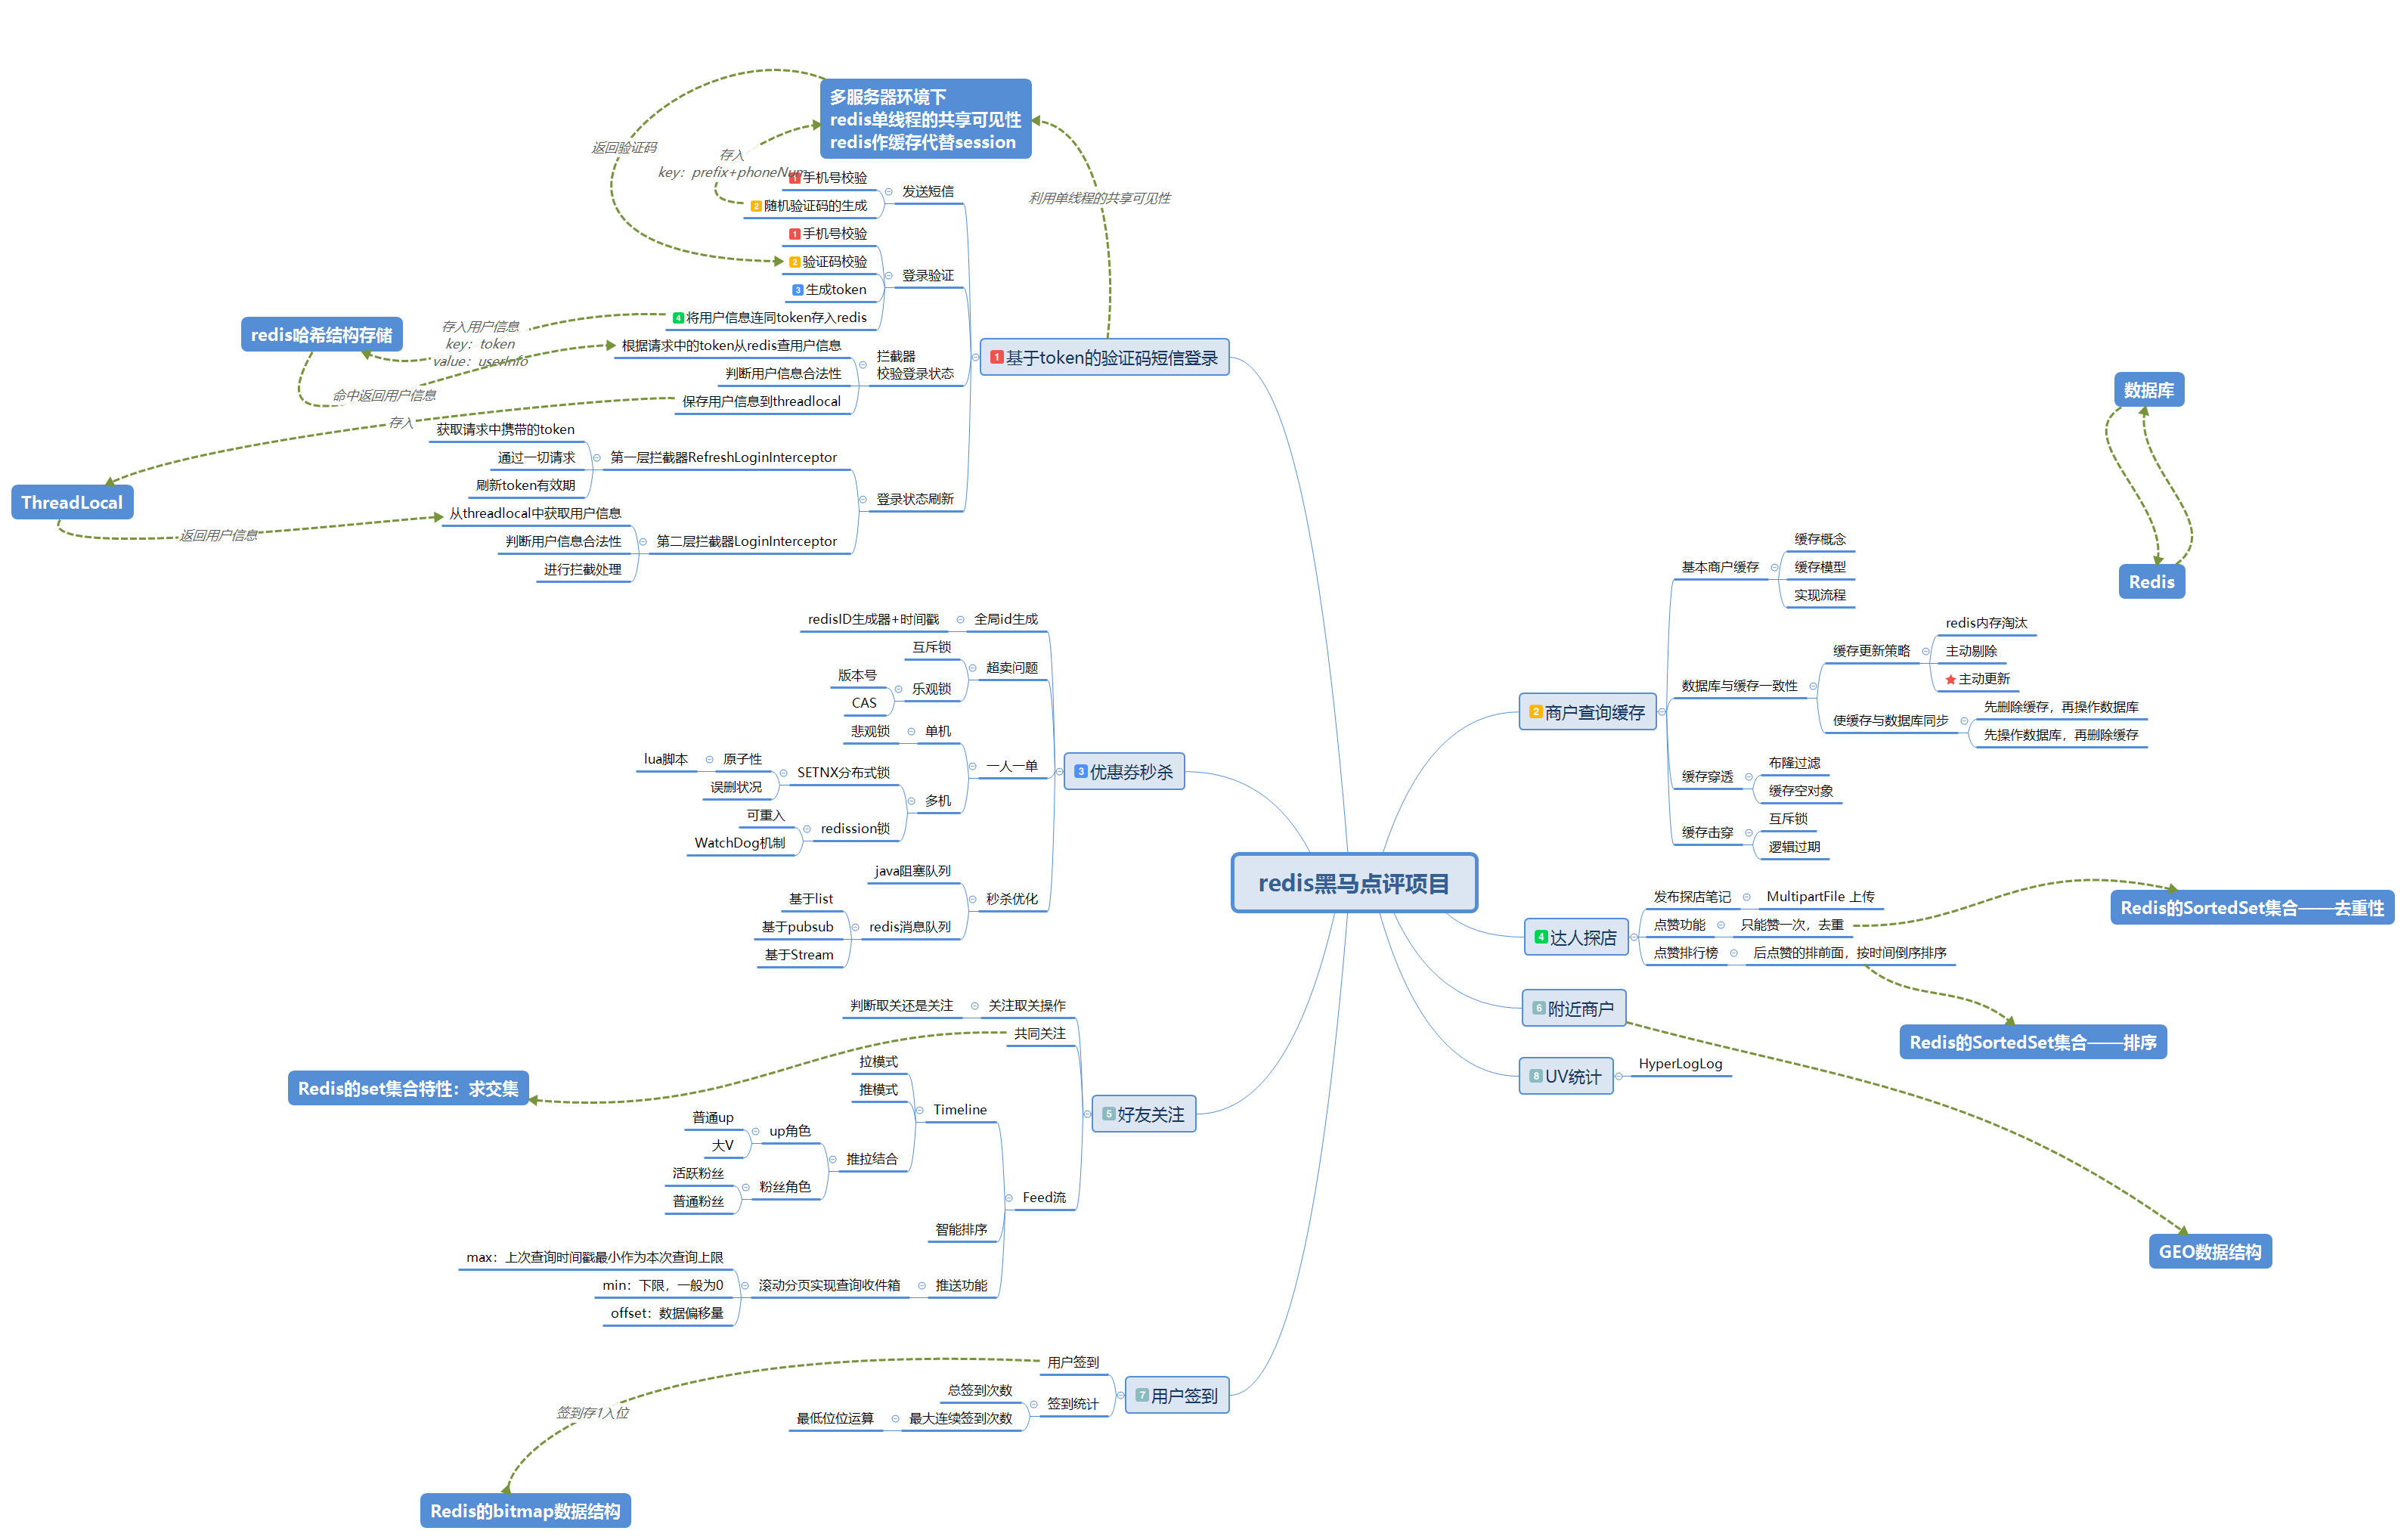 redis黑马点评项目
1 基于token的验证码短信登录
多服务器环境下
redis单线程的共享可见性
redis作缓存代替session
返回验证码
存入
key：prefix+phoneNum
利用单线程的共享可见性
发送短信
1 手机号校验
2 随机验证码的生成
登录验证
1 手机号校验
2 验证码校验
3 生成token
4 将用户信息连同token存入redis
redis哈希结构存储
存入用户信息
key：token
value：userInfo
命中返回用户信息
拦截器
校验登录状态
根据请求中的token从redis查用户信息
判断用户信息合法性
保存用户信息到threadlocal
存入
ThreadLocal
返回用户信息
登录状态刷新
第一层拦截器RefreshLoginInterceptor
获取请求中携带的token
通过一切请求
刷新token有效期
第二层拦截器LoginInterceptor
从threadlocal中获取用户信息
判断用户信息合法性
进行拦截处理
2 商户查询缓存
数据库
Redis
基本商户缓存
缓存概念
缓存模型
实现流程
数据库与缓存一致性
缓存更新策略
redis内存淘汰
主动剔除
主动更新
使缓存与数据库同步
先删除缓存，再操作数据库
先操作数据库，再删除缓存
缓存穿透
布隆过滤
缓存空对象
缓存击穿
互斥锁
逻辑过期
3 优惠券秒杀
全局id生成
redisID生成器+时间戳
超卖问题
互斥锁
乐观锁
版本号
CAS
一人一单
单机
悲观锁
多机
SETNX分布式锁
原子性
lua脚本
误删状况
redission锁
可重入
WatchDog机制
秒杀优化
java阻塞队列
redis消息队列
基于list
基于pubsub
基于Stream
4 达人探店
发布探店笔记
MultipartFile 上传
点赞功能
只能赞一次，去重
Redis的SortedSet集合——去重性
点赞排行榜
后点赞的排前面，按时间倒序排序
Redis的SortedSet集合——排序
5 好友关注
关注取关操作
判断取关还是关注
共同关注
Redis的set集合特性：求交集
Feed流
Timeline
拉模式
推模式
推拉结合
up角色
普通up
大V
粉丝角色
活跃粉丝
普通粉丝
智能排序
推送功能
滚动分页实现查询收件箱
max：上次查询时间戳最小作为本次查询上限
min：下限，一般为0
offset：数据偏移量
6 附近商户
GEO数据结构
7 用户签到
用户签到
签到存1入位
Redis的bitmap数据结构
签到统计
总签到次数
最大连续签到次数
最低位位运算
8 UV统计
HyperLogLog